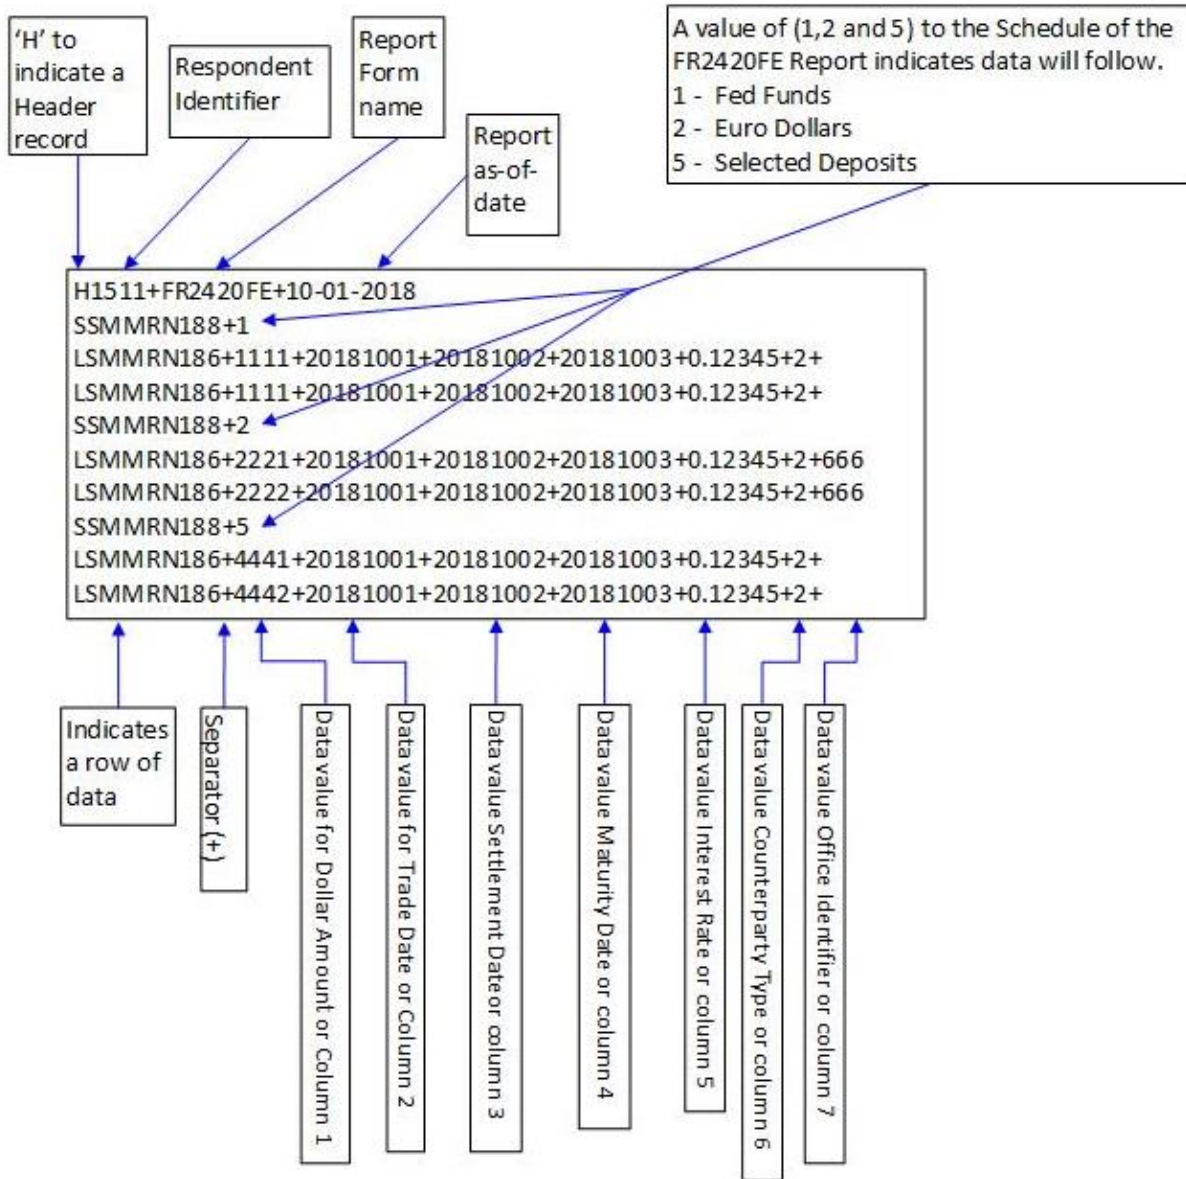 ‘H’ to
indicate a
Header
record
Respondent
Identifier
Report
Form
name
Report
as-of-
date
A value of (1,2 and 5) to the Schedule of the
FR2420FE Report indicates data will follow.
1 - Fed Funds
2 - Euro Dollars
5 - Selected Deposits
H1511+FR2420FE+10-01-2018
SSMMRN188+1
LSMMRN186+1111+20181001+20181002+20181003+0.12345+2+
LSMMRN186+1111+20181001+20181002+20181003+0.12345+2+
SSMMRN188+2
LSMMRN186+2221+20181001+20181002+20181003+0.12345+2+666
LSMMRN186+2222+20181001+20181002+20181003+0.12345+2+666
SSMMRN188+5
LSMMRN186+4441+20181001+20181002+20181003+0.12345+2+
LSMMRN186+4442+20181001+20181002+20181003+0.12345+2+
Indicates
a row of
data
Separator (+)
Data value for Dollar Amount or Column 1
Data value for Trade Date or Column 2
Data value Settlement Date or column 3
Data value Maturity Date or column 4
Data value Interest Rate or column 5
Data value Counterparty Type or column 6
Data value Office Identifier or column 7